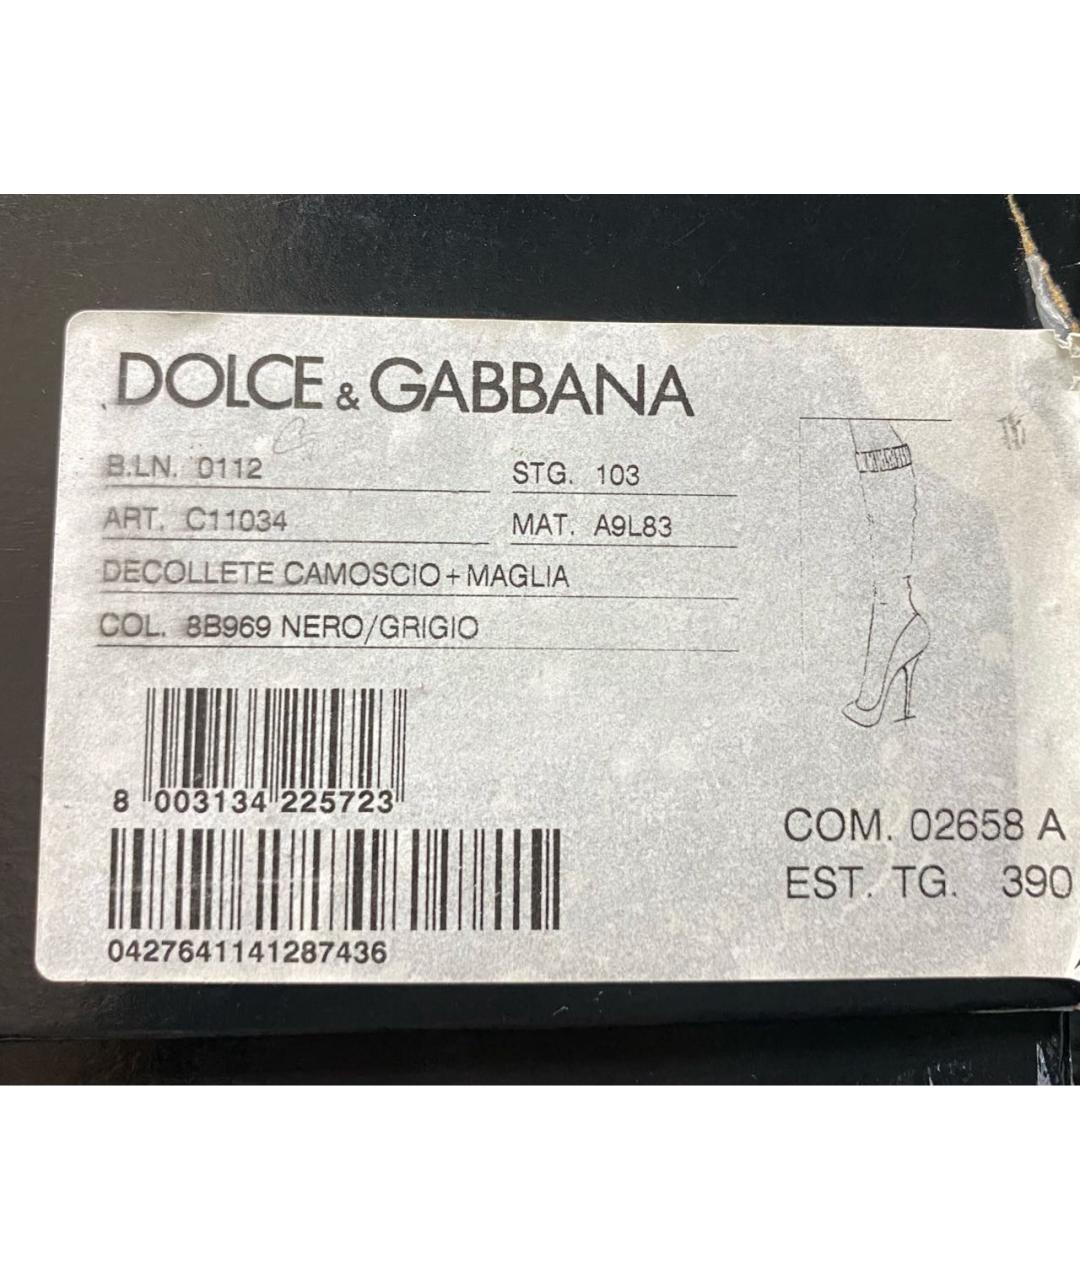 DOLCE & GABBANA
B.LN. 0112 STG. 103
ART. C11034 MAT. A9L83
DECOLLETE CAMOSCIO+MAGLIA
COL. 8B969 NERO/GRIGIO
8 003134 225723
0427641141287436
COM. 02658 A
EST. TG. 390